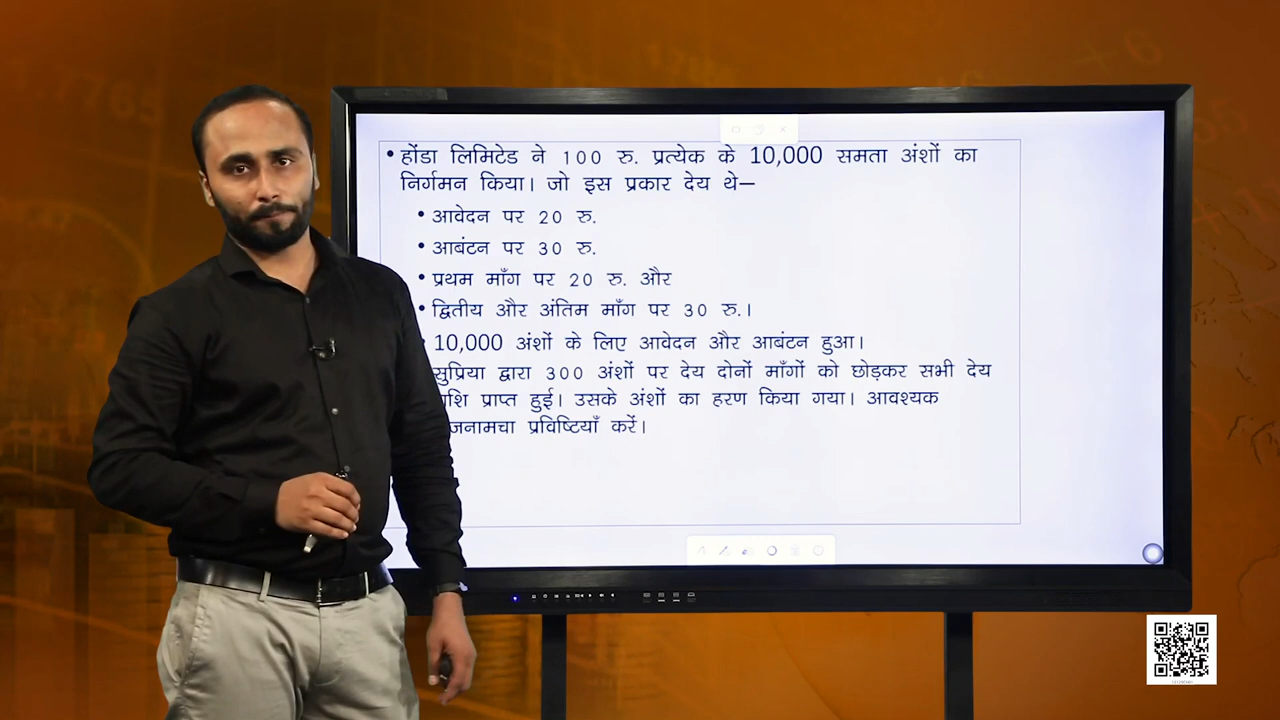 होंडा लिमिटेड ने 100 रु. प्रत्येक के 10,000 समता अंशों का
निर्गमन किया। जो इस प्रकार देय थे—
आवेदन पर 20 रु.
आबंटन पर 30 रु.
प्रथम माँग पर 20 रु. और
द्वितीय और अंतिम माँग पर 30 रु.।
10,000 अंशों के लिए आवेदन और आबंटन हुआ।
सुप्रिया द्वारा 300 अंशों पर देय दोनों माँगों को छोड़कर सभी देय
प्राप्त हुई। उसके अंशों का हरण किया गया। आवश्यक
प्रविष्टियाँ करें।